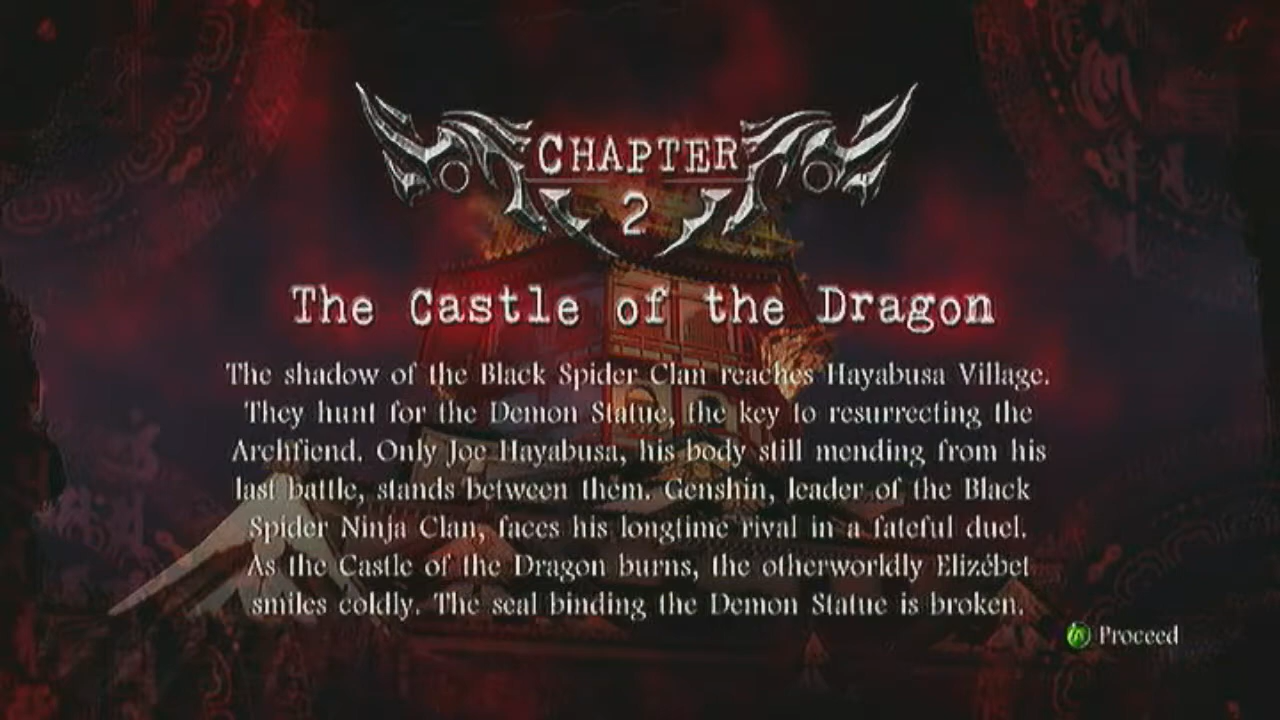 CHAPTER
2
The Castle of the Dragon
The shadow of the Black Spider Clan reaches Hayabusa Village.
They hunt for the Demon Statue, the key to resurrecting the
Archfiend. Only Joe Hayabusa, his body still mending from his
last battle, stands between them. Genshin, leader of the Black
Spider Ninja Clan, faces his longtime rival in a fateful duel.
As the Castle of the Dragon burns, the otherworldly Elizébet
smiles coldly. The seal binding the Demon Statue is broken.
A Proceed